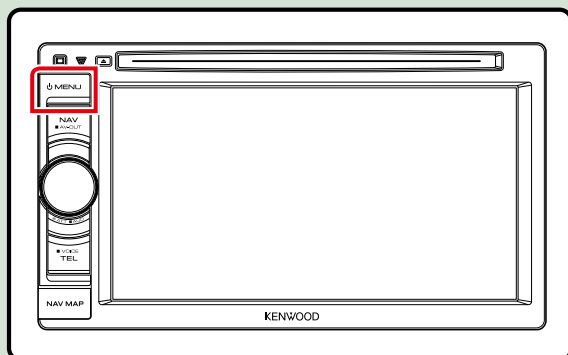 MENU
NAV
■ AV-OUT
■ VOICE
TEL
NAV MAP
KENWOOD